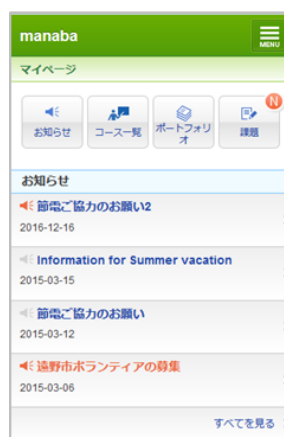 manaba
MENU
マイページ
N
お知らせ
コース一覧
ポートフォリ
オ
課題
お知らせ
節電ご協力のお願い2
2016-12-16
Information for Summer vacation
2015-03-15
節電ご協力のお願い
2015-03-12
遠野市ボランティアの募集
2015-03-06
すべてを見る